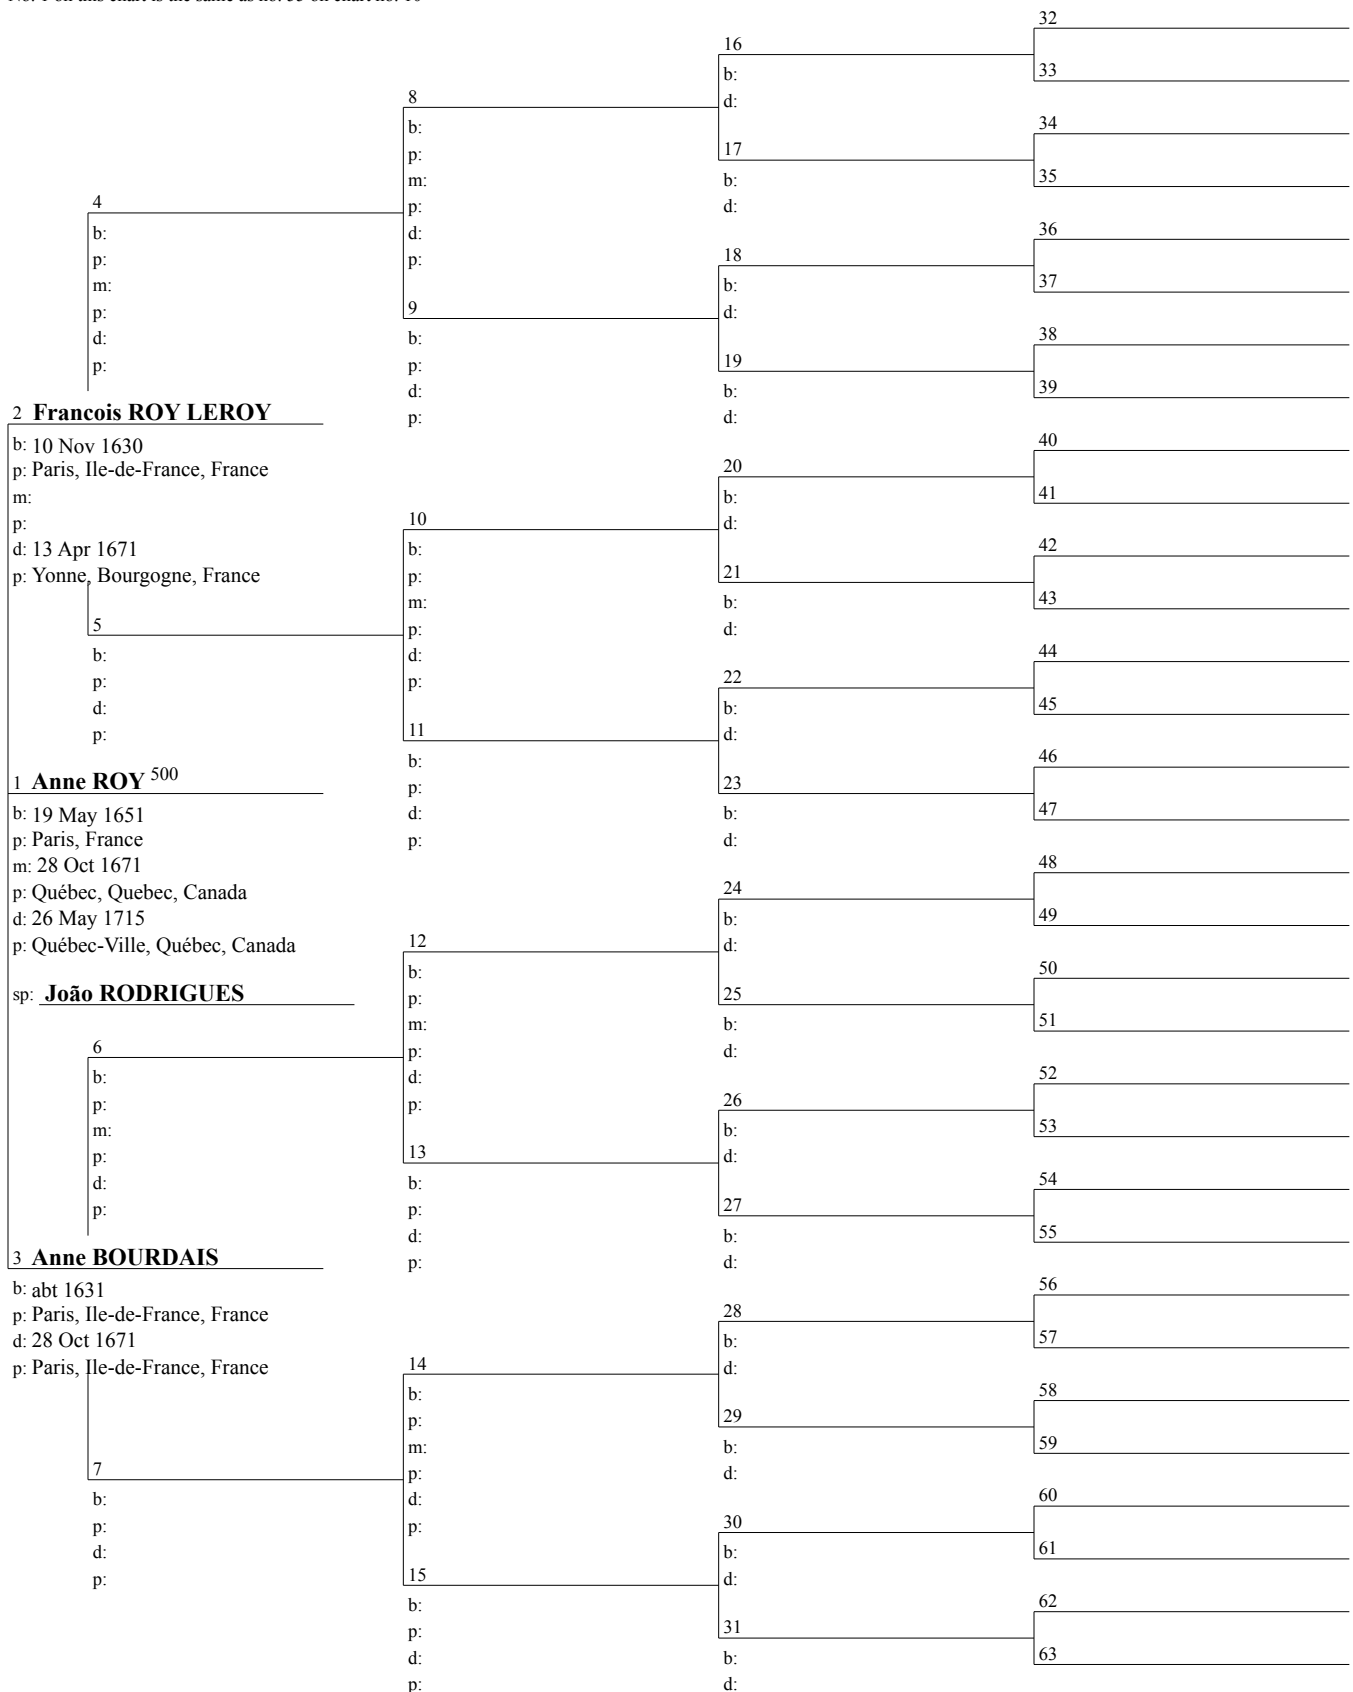 on this chart is the same as no. on chart no.
2 Francois ROY LEROY
b: 10 Nov 1630
p: Paris, Ile-de-France, France
m:
p:
d: 13 Apr 1671
p: Yonne, Bourgogne, France
1 Anne ROY 500
b: 19 May 1651
p: Paris, France
m: 28 Oct 1671
p: Québec, Quebec, Canada
d: 26 May 1715
p: Québec-Ville, Québec, Canada
sp: João RODRIGUES
3 Anne BOURDAIS
b: abt 1631
p: Paris, Ile-de-France, France
d: 28 Oct 1671
p: Paris, Ile-de-France, France
4
b:
p:
m:
p:
d:
p:
5
b:
p:
d:
p:
6
b:
p:
m:
p:
d:
p:
7
b:
p:
d:
p:
8
b:
p:
m:
p:
d:
p:
9
b:
p:
d:
p:
10
b:
p:
m:
p:
d:
p:
11
b:
p:
d:
p:
12
b:
p:
m:
p:
d:
p:
13
b:
p:
d:
p:
14
b:
p:
m:
p:
d:
p:
15
b:
p:
d:
p:
16
b:
d:
17
b:
d:
18
b:
d:
19
b:
d:
20
b:
d:
21
b:
d:
22
b:
d:
23
b:
d:
24
b:
d:
25
b:
d:
26
b:
d:
27
b:
d:
28
b:
d:
29
b:
d:
30
b:
d:
31
b:
d:
32
33
34
35
36
37
38
39
40
41
42
43
44
45
46
47
48
49
50
51
52
53
54
55
56
57
58
59
60
61
62
63